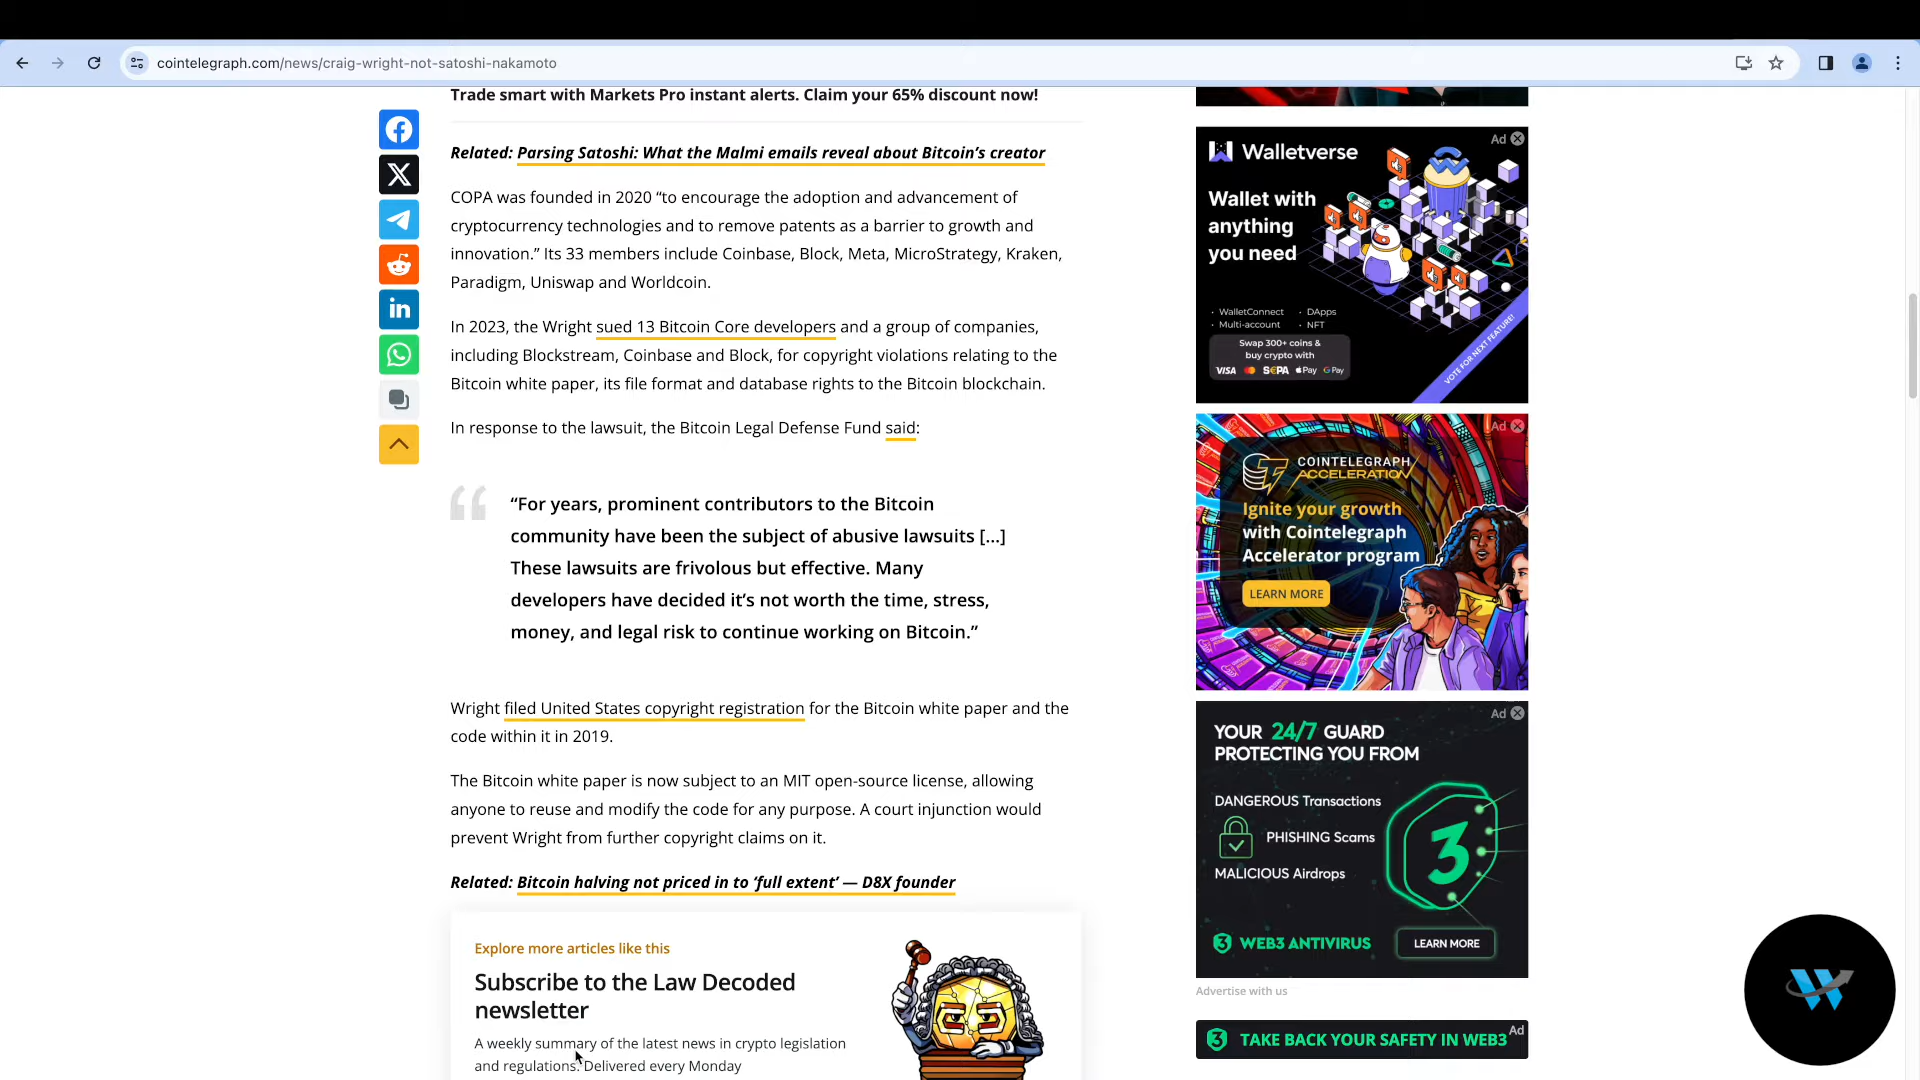 cointelegraph.com/news/craig-wright-not-satoshi-nakamoto
Trade smart with Markets Pro instant alerts. Claim your 65% discount now!
Related: Parsing Satoshi: What the Malmi emails reveal about Bitcoin’s creator
COPA was founded in 2020 “to encourage the adoption and advancement of
cryptocurrency technologies and to remove patents as a barrier to growth and
innovation.” Its 33 members include Coinbase, Block, Meta, MicroStrategy, Kraken,
Paradigm, Uniswap and Worldcoin.
In 2023, the Wright sued 13 Bitcoin Core developers and a group of companies,
including Blockstream, Coinbase and Block, for copyright violations relating to the
Bitcoin white paper, its file format and database rights to the Bitcoin blockchain.
In response to the lawsuit, the Bitcoin Legal Defense Fund said:
“For years, prominent contributors to the Bitcoin
community have been the subject of abusive lawsuits [...]
These lawsuits are frivolous but effective. Many
developers have decided it’s not worth the time, stress,
money, and legal risk to continue working on Bitcoin.”
Wright filed United States copyright registration for the Bitcoin white paper and the
code within it in 2019.
The Bitcoin white paper is now subject to an MIT open-source license, allowing
anyone to reuse and modify the code for any purpose. A court injunction would
prevent Wright from further copyright claims on it.
Related: Bitcoin halving not priced in to ‘full extent’ — D8X founder
Explore more articles like this
Subscribe to the Law Decoded
newsletter
A weekly summary of the latest news in crypto legislation
and regulations. Delivered every Monday
Ad
Walletverse
Wallet with
anything
you need
· WalletConnect · DApps
· Multi-account · NFT
Swap 300+ coins &
buy crypto with
VISA SEPA Pay G Pay
VOTE FOR NEXT FEATURE!
Ad
COINTELEGRAPH
ACCELERATION
Ignite your growth
with Cointelegraph
Accelerator program
LEARN MORE
Ad
YOUR 24/7 GUARD
PROTECTING YOU FROM
DANGEROUS Transactions
PHISHING Scams
MALICIOUS Airdrops
3
3 WEB3 ANTIVIRUS
LEARN MORE
Advertise with us
3 TAKE BACK YOUR SAFETY IN WEB3
Ad
W